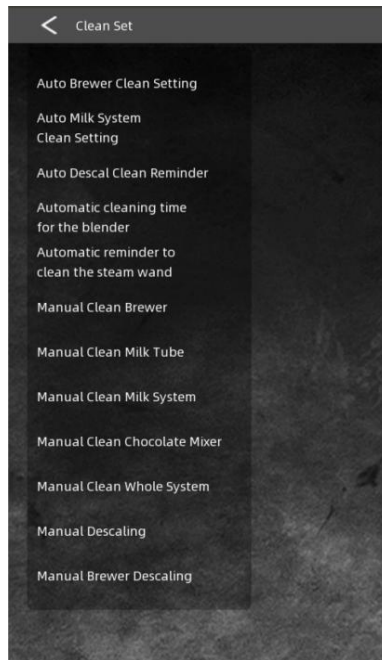 Clean Set
Auto Brewer Clean Setting
Auto Milk System
Clean Setting
Auto Descal Clean Reminder
Automatic cleaning time
for the blender
Automatic reminder to
clean the steam wand
Manual Clean Brewer
Manual Clean Milk Tube
Manual Clean Milk System
Manual Clean Chocolate Mixer
Manual Clean Whole System
Manual Descaling
Manual Brewer Descaling